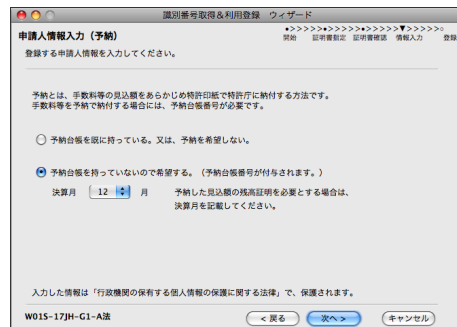 識別番号取得&利用登録 ウィザード
申請人情報入力（予納）
●>>>>>●>>>>>●>>>>>▼>>>>>○
開始 証明書指定 証明書確認 情報入力 登録
登録する申請人情報を入力してください。
予納とは、手数料等の見込額をあらかじめ特許印紙で特許庁に納付する方法です。
手数料等を予納で納付する場合には、予納台帳番号が必要です。
予納台帳を既に持っている。又は、予納を希望しない。
予納台帳を持っていないので希望する。（予納台帳番号が付与されます。）
決算月 12 月 予納した見込額の残高証明を必要とする場合は、
決算月を記載してください。
入力した情報は「行政機関の保有する個人情報の保護に関する法律」で、保護されます。
W01S-17JH-G1-A法 < 戻る 次へ > キャンセル